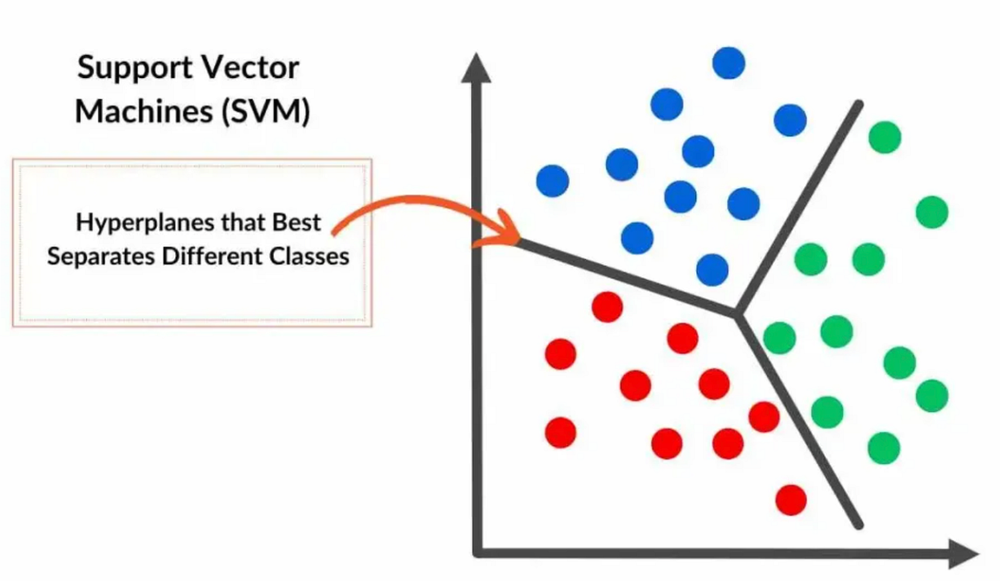 Support Vector
Machines (SVM)
Hyperplanes that Best
Separates Different Classes